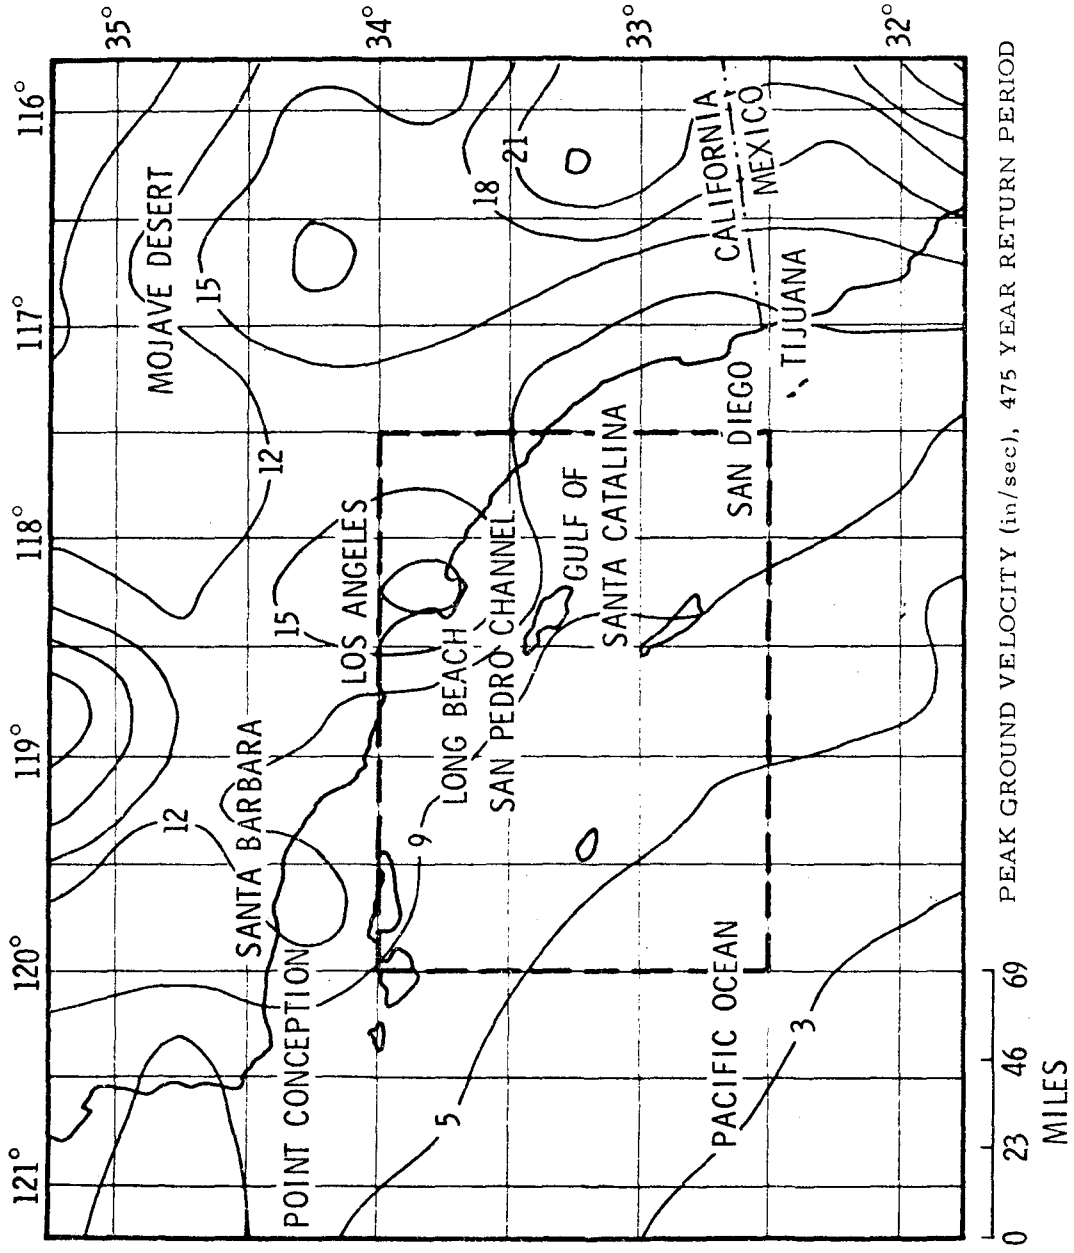 121°
120°
119°
118°
117°
116°
35°
34°
33°
32°
MOJAVE DESERT
15
12
12
15
18
21
SANTA BARBARA
LOS ANGELES
POINT CONCEPTION
9
LONG BEACH
SAN PEDRO CHANNEL
GULF OF
SANTA CATALINA
5
CALIFORNIA
MEXICO
SAN DIEGO
TIJUANA
PACIFIC OCEAN
3
0 23 46 69
MILES
PEAK GROUND VELOCITY (in/sec), 475 YEAR RETURN PERIOD